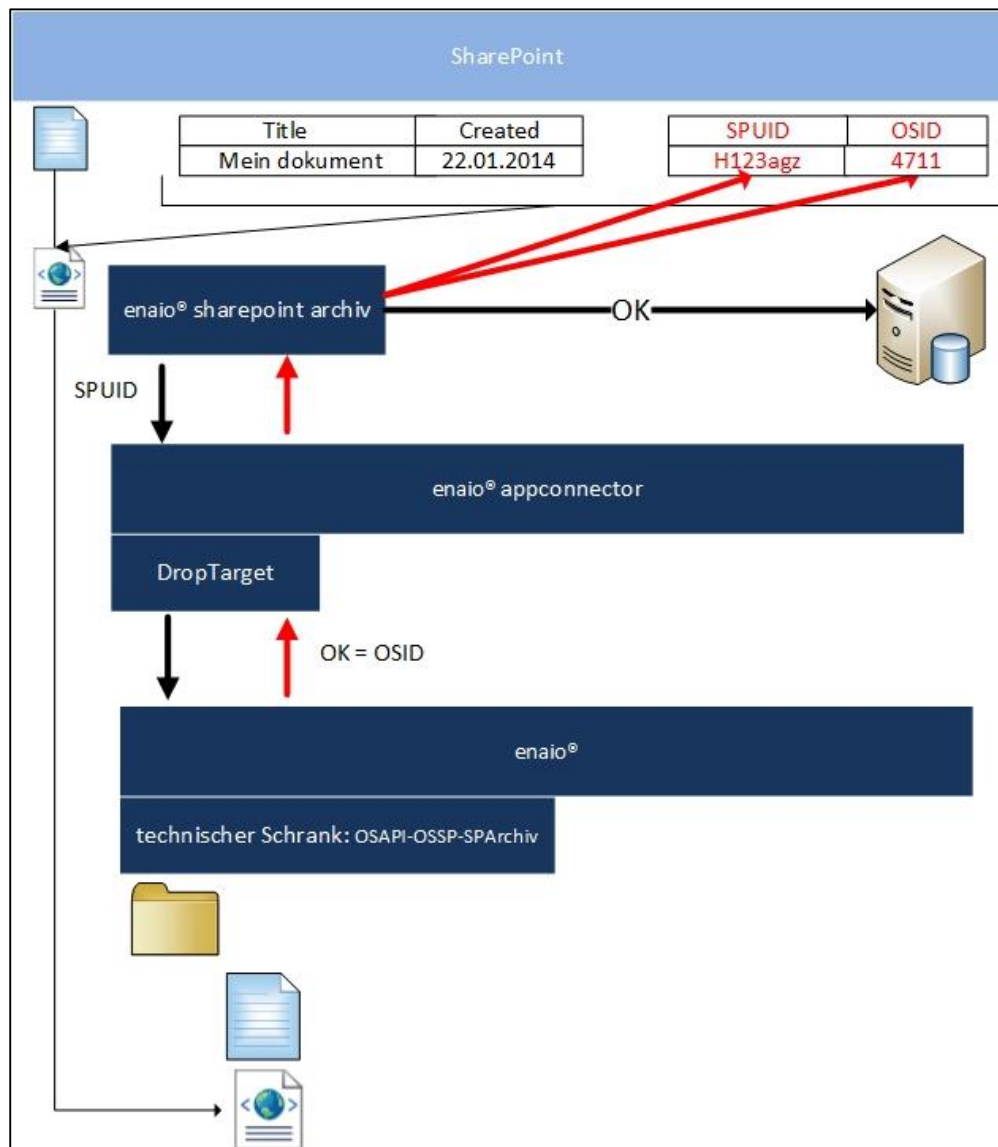 SharePoint
Title Created SPUID OSID
Mein dokument 22.01.2014 H123agz 4711
enaio® sharepoint archiv
OK
SPUID
enaio® appconnector
DropTarget
OK = OSID
enaio®
technischer Schrank: OSAPI-OSSP-SPArchiv